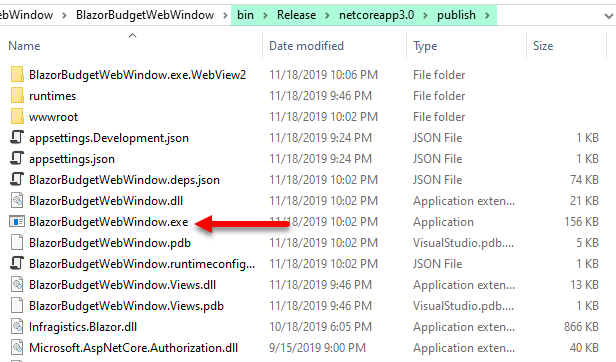 ebWindow > BlazorBudgetWebWindow > bin > Release > netcoreapp3.0 > publish >
Name Date modified Type Size
BlazorBudgetWebWindow.exe.WebView2 11/18/2019 10:06 PM File folder
runtimes 11/18/2019 9:46 PM File folder
wwwroot 11/18/2019 10:02 PM File folder
appsettings.Development.json 11/18/2019 9:24 PM JSON File 1 KB
appsettings.json 11/18/2019 9:24 PM JSON File 1 KB
BlazorBudgetWebWindow.deps.json 11/18/2019 10:02 PM JSON File 74 KB
BlazorBudgetWebWindow.dll 11/18/2019 10:02 PM Application exten... 21 KB
BlazorBudgetWebWindow.exe 11/18/2019 10:02 PM Application 156 KB
BlazorBudgetWebWindow.pdb 11/18/2019 10:02 PM VisualStudio.pdb.... 5 KB
BlazorBudgetWebWindow.runtimeconfig... 11/18/2019 10:02 PM JSON File 1 KB
BlazorBudgetWebWindow.Views.dll 11/18/2019 9:46 PM Application exten... 13 KB
BlazorBudgetWebWindow.Views.pdb 11/18/2019 9:46 PM VisualStudio.pdb.... 1 KB
Infragistics.Blazor.dll 10/18/2019 6:05 PM Application exten... 866 KB
Microsoft.AspNetCore.Authorization.dll 9/15/2019 9:00 PM Application exten... 40 KB